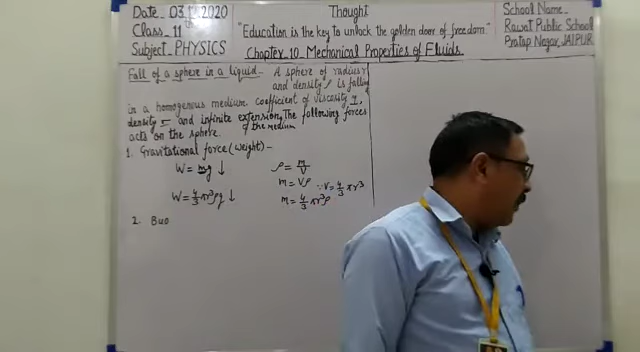 Date 03.12.2020
Class. 11th
Subject PHYSICS
Thought
"Education is the key to unlock the golden door of freedom."
Chapter 10. Mechanical Properties of Fluids
School Name_
Rawat Public School
Pratap Nagar, JAIPUR
Fall of a sphere in a liquid_ A sphere of radius r
and density ρ is falling
in a homogenous medium coefficient of viscosity η,
density σ and infinite extension. The following forces
of the medium
acts on the sphere.
1. Gravitational force (weight)-
W = mg ↓
ρ = m/V
m = Vρ ∵ V = 4/3 πr³
W = 4/3 πr³ρg ↓
m = 4/3 πr³ρ
2. Buo